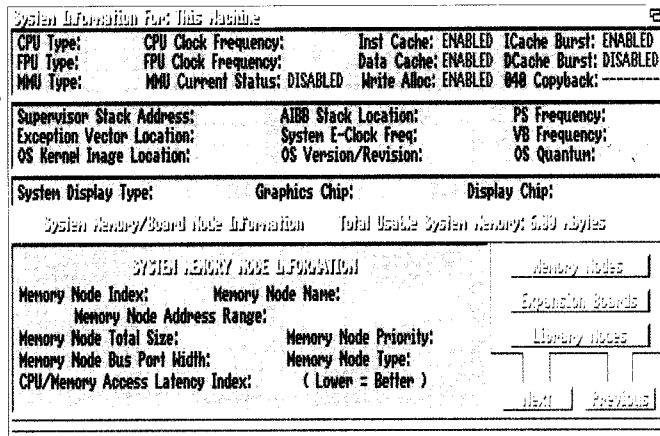 System Information For: This Machine
CPU Type: CPU Clock Frequency: Inst Cache: ENABLED ICache Burst: ENABLED
FPU Type: FPU Clock Frequency: Data Cache: ENABLED DCache Burst: DISABLED
MMU Type: MMU Current Status: DISABLED Write Alloc: ENABLED 040 Copyback: --------
Supervisor Stack Address: AIBB Stack Location: PS Frequency:
Exception Vector Location: System E-Clock Freq: VB Frequency:
OS Kernel Image Location: OS Version/Revision: OS Quantum:
System Display Type: Graphics Chip: Display Chip:
System Memory/Board Node Information Total Usable System Memory: 6.00 mbytes
SYSTEM MEMORY NODE INFORMATION
Memory Nodes
Memory Node Index: Memory Node Name:
Expansion Boards
Memory Node Address Range:
Library Nodes
Memory Node Total Size: Memory Node Priority:
Memory Node Bus Port Width: Memory Node Type:
CPU/Memory Access Latency Index: ( Lower = Better )
Next Previous